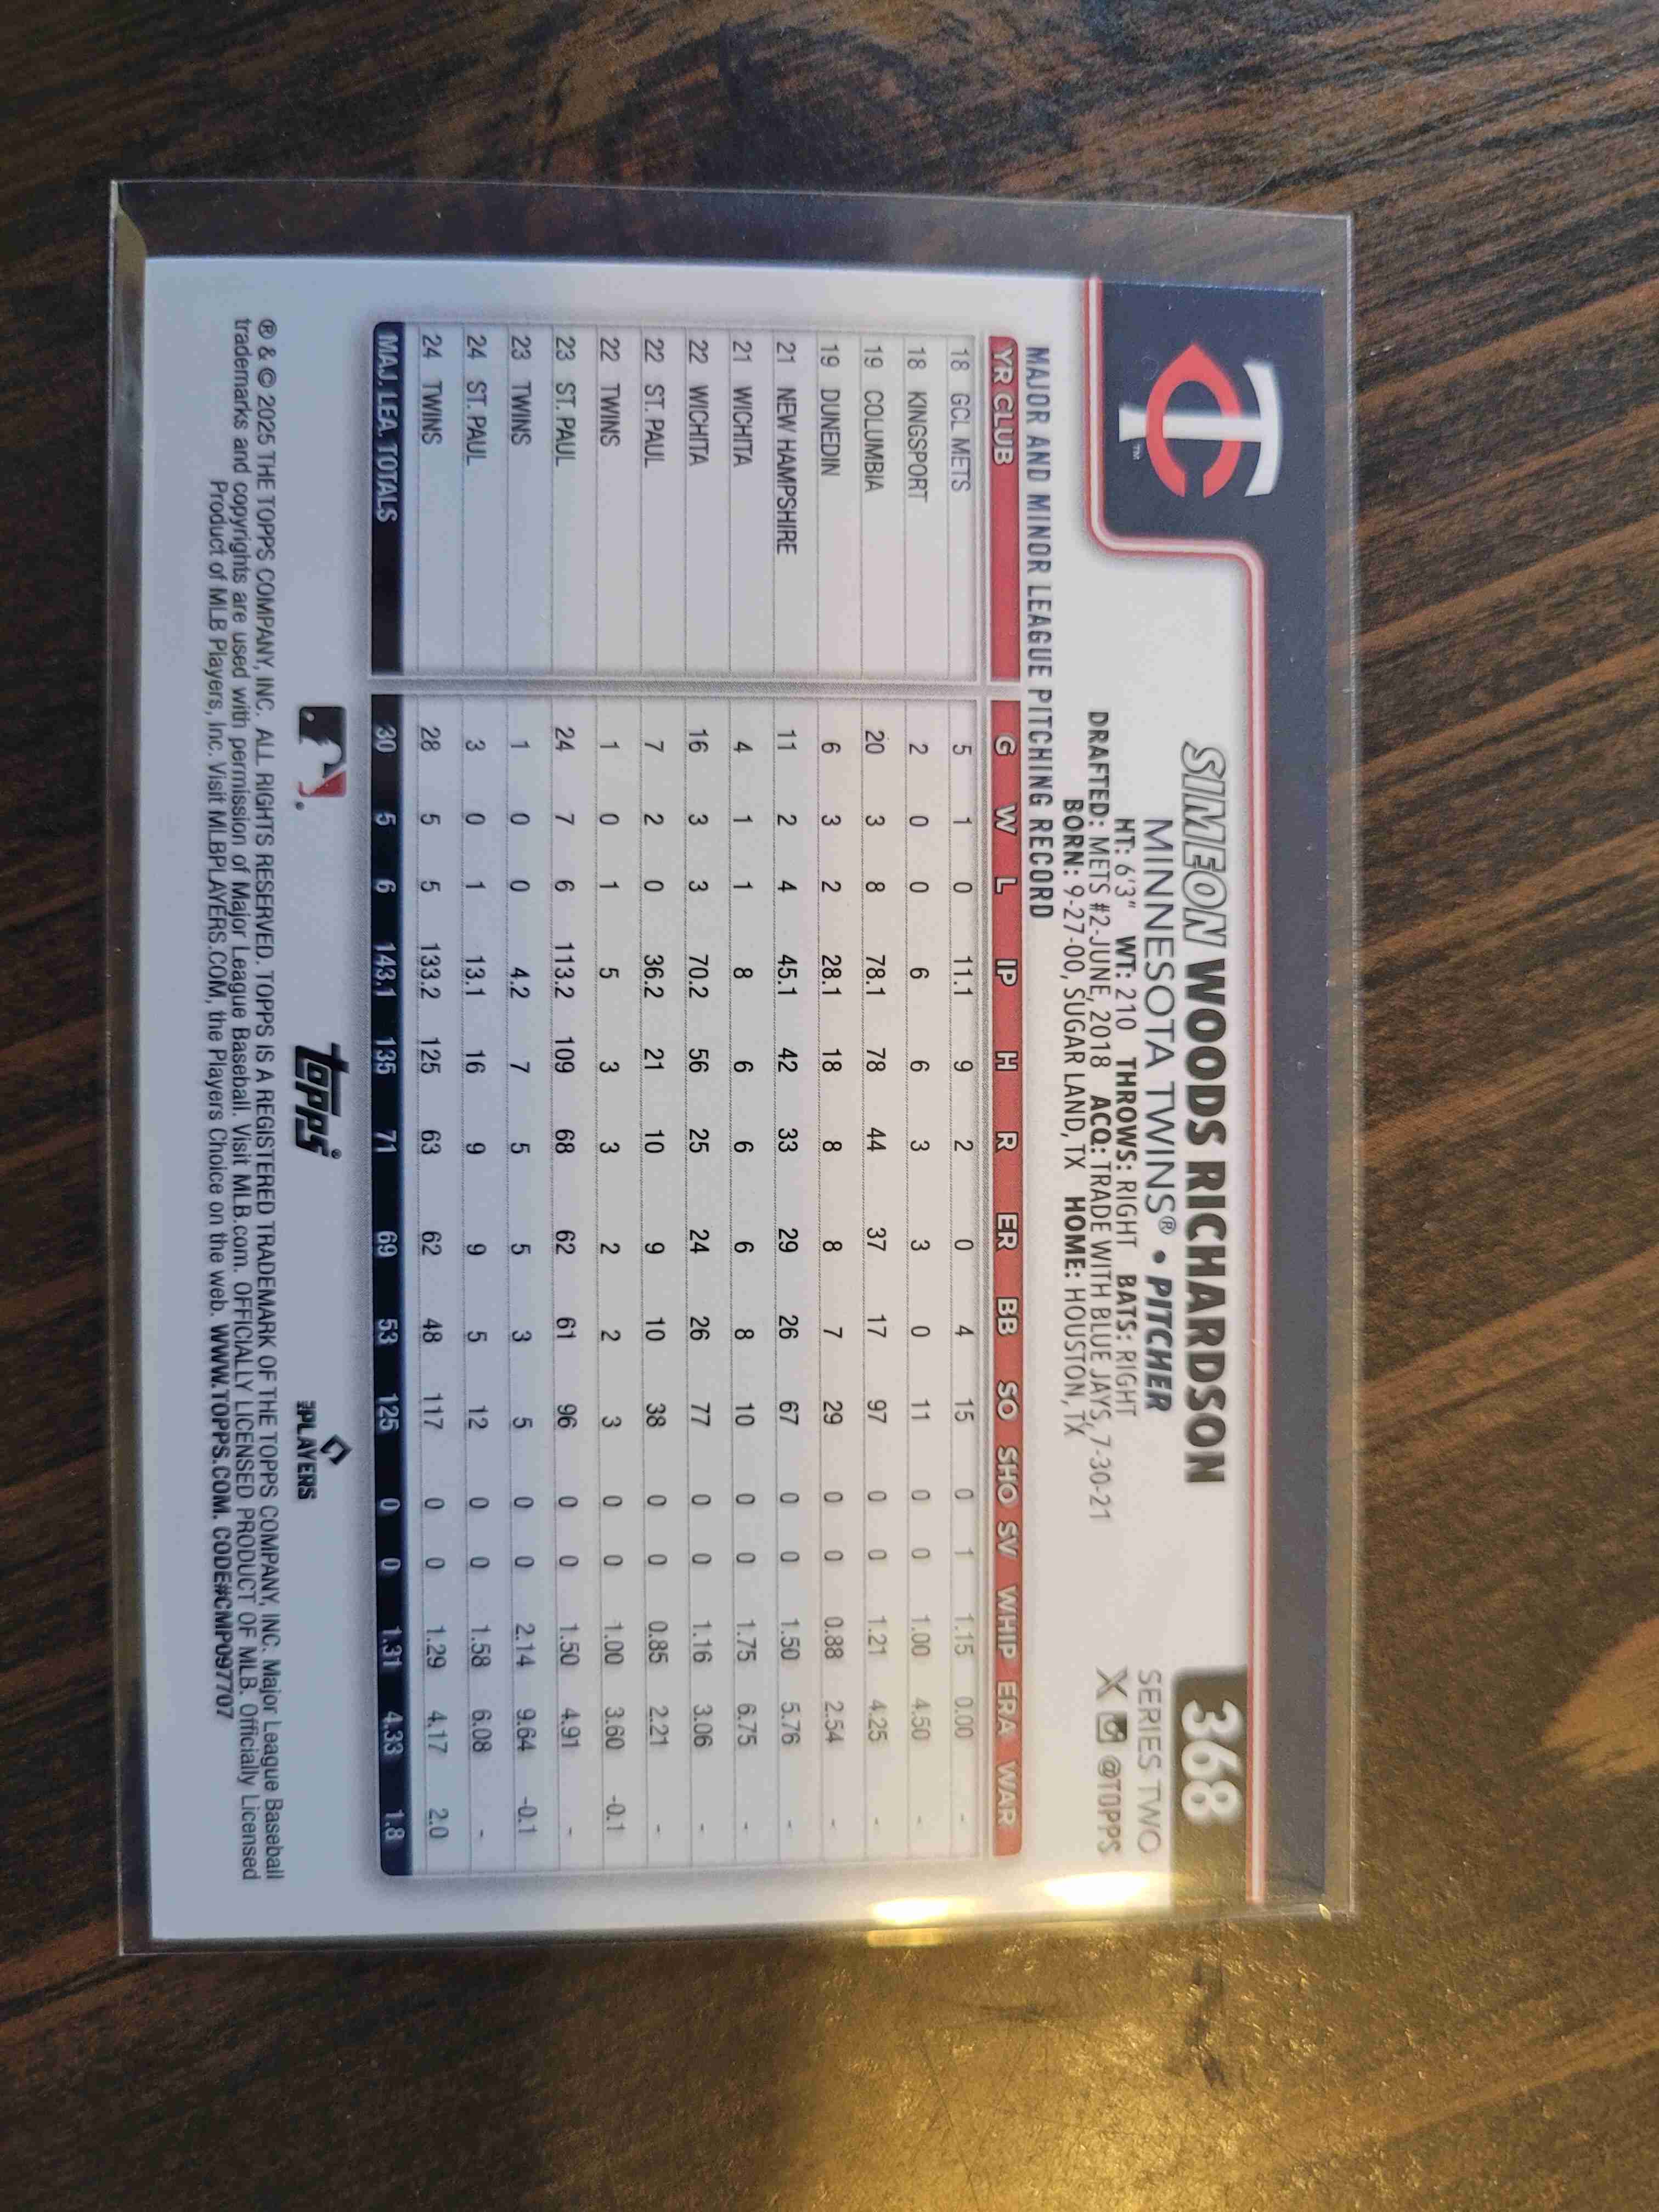 TC™
368
SIMEON WOODS RICHARDSON
SERIES TWO
MINNESOTA TWINS® • PITCHER
X @TOPPS
HT: 6'3" WT: 210 THROWS: RIGHT BATS: RIGHT
DRAFTED: METS #2-JUNE, 2018 ACQ: TRADE WITH BLUE JAYS, 7-30-21
BORN: 9-27-00, SUGAR LAND, TX HOME: HOUSTON, TX
MAJOR AND MINOR LEAGUE PITCHING RECORD
YR CLUB G W L IP H R ER BB SO SHO SV WHIP ERA WAR
18 GCL METS 5 1 0 11.1 9 2 0 4 15 0 1 1.15 0.00 -
18 KINGSPORT 2 0 0 6 6 3 3 0 11 0 0 1.00 4.50 -
19 COLUMBIA 20 3 8 78.1 78 44 37 17 97 0 0 1.21 4.25 -
19 DUNEDIN 6 3 2 28.1 18 8 8 7 29 0 0 0.88 2.54 -
21 NEW HAMPSHIRE 11 2 4 45.1 42 33 29 26 67 0 0 1.50 5.76 -
21 WICHITA 4 1 1 8 6 6 6 8 10 0 0 1.75 6.75 -
22 WICHITA 16 3 3 70.2 56 25 24 26 77 0 0 1.16 3.06 -
22 ST. PAUL 7 2 0 36.2 21 10 9 10 38 0 0 0.85 2.21 -
22 TWINS 1 0 1 5 3 3 2 2 3 0 0 1.00 3.60 -0.1
23 ST. PAUL 24 7 6 113.2 109 68 62 61 96 0 0 1.50 4.91 -
23 TWINS 1 0 0 4.2 7 5 5 3 5 0 0 2.14 9.64 -0.1
24 ST. PAUL 3 0 1 13.1 16 9 9 5 12 0 0 1.58 6.08 -
24 TWINS 28 5 5 133.2 125 63 62 48 117 0 0 1.29 4.17 2.0
MAJ. LEA. TOTALS 30 5 6 143.1 135 71 69 53 125 0 0 1.31 4.33 1.8
topps® PLAYERS
® & © 2025 THE TOPPS COMPANY, INC. ALL RIGHTS RESERVED. TOPPS IS A REGISTERED TRADEMARK OF THE TOPPS COMPANY, INC. Major League Baseball
trademarks and copyrights are used with permission of Major League Baseball. Visit MLB.com. OFFICIALLY LICENSED PRODUCT OF MLB. Officially Licensed
Product of MLB Players, Inc. Visit MLBPLAYERS.COM, the Players Choice on the web. WWW.TOPPS.COM. CODE#CMP097707